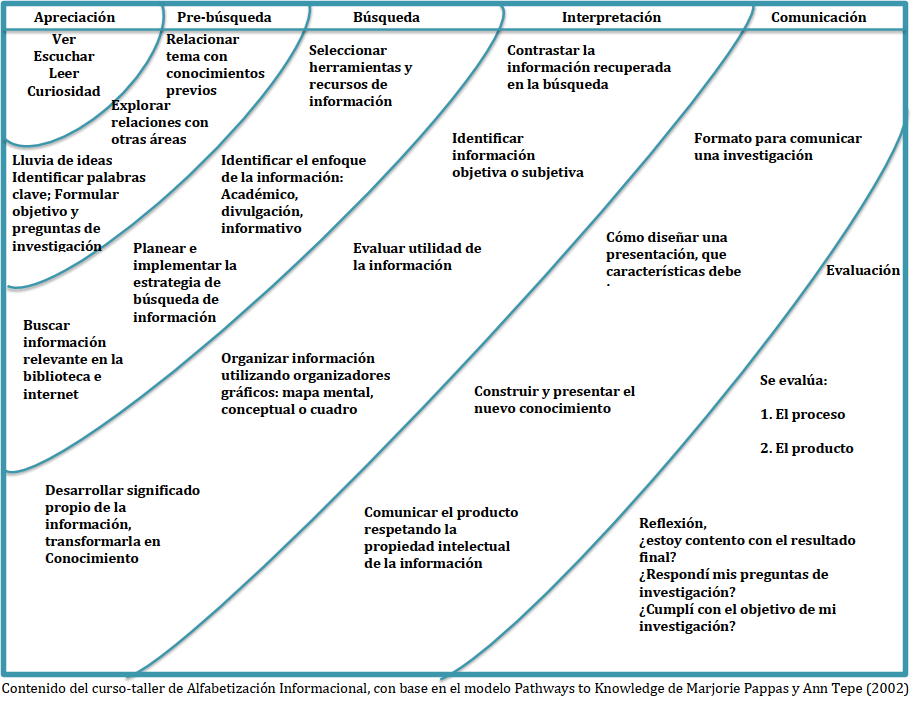 Apreciación
Pre-búsqueda
Búsqueda
Interpretación
Comunicación
Ver
Escuchar
Leer
Curiosidad
Relacionar
tema con
conocimientos
previos
Explorar
relaciones con
otras áreas
Lluvia de ideas
Identificar palabras
clave; Formular
objetivo y
preguntas de
investigación
Seleccionar
herramientas y
recursos de
información
Identificar el enfoque
de la información:
Académico,
divulgación,
informativo
Planear e
implementar la
estrategia de
búsqueda de
información
Buscar
información
relevante en la
biblioteca e
internet
Contrastar la
información recuperada
en la búsqueda
Identificar
información
objetiva o subjetiva
Evaluar utilidad de
la información
Organizar información
utilizando organizadores
gráficos: mapa mental,
conceptual o cuadro
Desarrollar significado
propio de la
información,
transformarla en
Conocimiento
Formato para comunicar
una investigación
Cómo diseñar una
presentación, que
características debe
Construir y presentar el
nuevo conocimiento
Comunicar el producto
respetando la
propiedad intelectual
de la información
Evaluación
Se evalúa:
1. El proceso
2. El producto
Reflexión,
¿estoy contento con el resultado
final?
¿Respondí mis preguntas de
investigación?
¿Cumplí con el objetivo de mi
investigación?
Contenido del curso-taller de Alfabetización Informacional, con base en el modelo Pathways to Knowledge de Marjorie Pappas y Ann Tepe (2002)